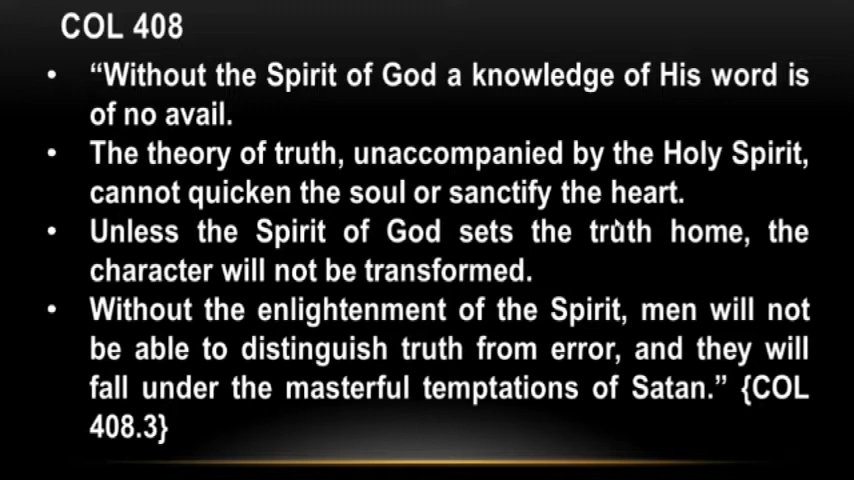 COL 408
• “Without the Spirit of God a knowledge of His word is
of no avail.
• The theory of truth, unaccompanied by the Holy Spirit,
cannot quicken the soul or sanctify the heart.
• Unless the Spirit of God sets the truth home, the
character will not be transformed.
• Without the enlightenment of the Spirit, men will not
be able to distinguish truth from error, and they will
fall under the masterful temptations of Satan.” {COL
408.3}